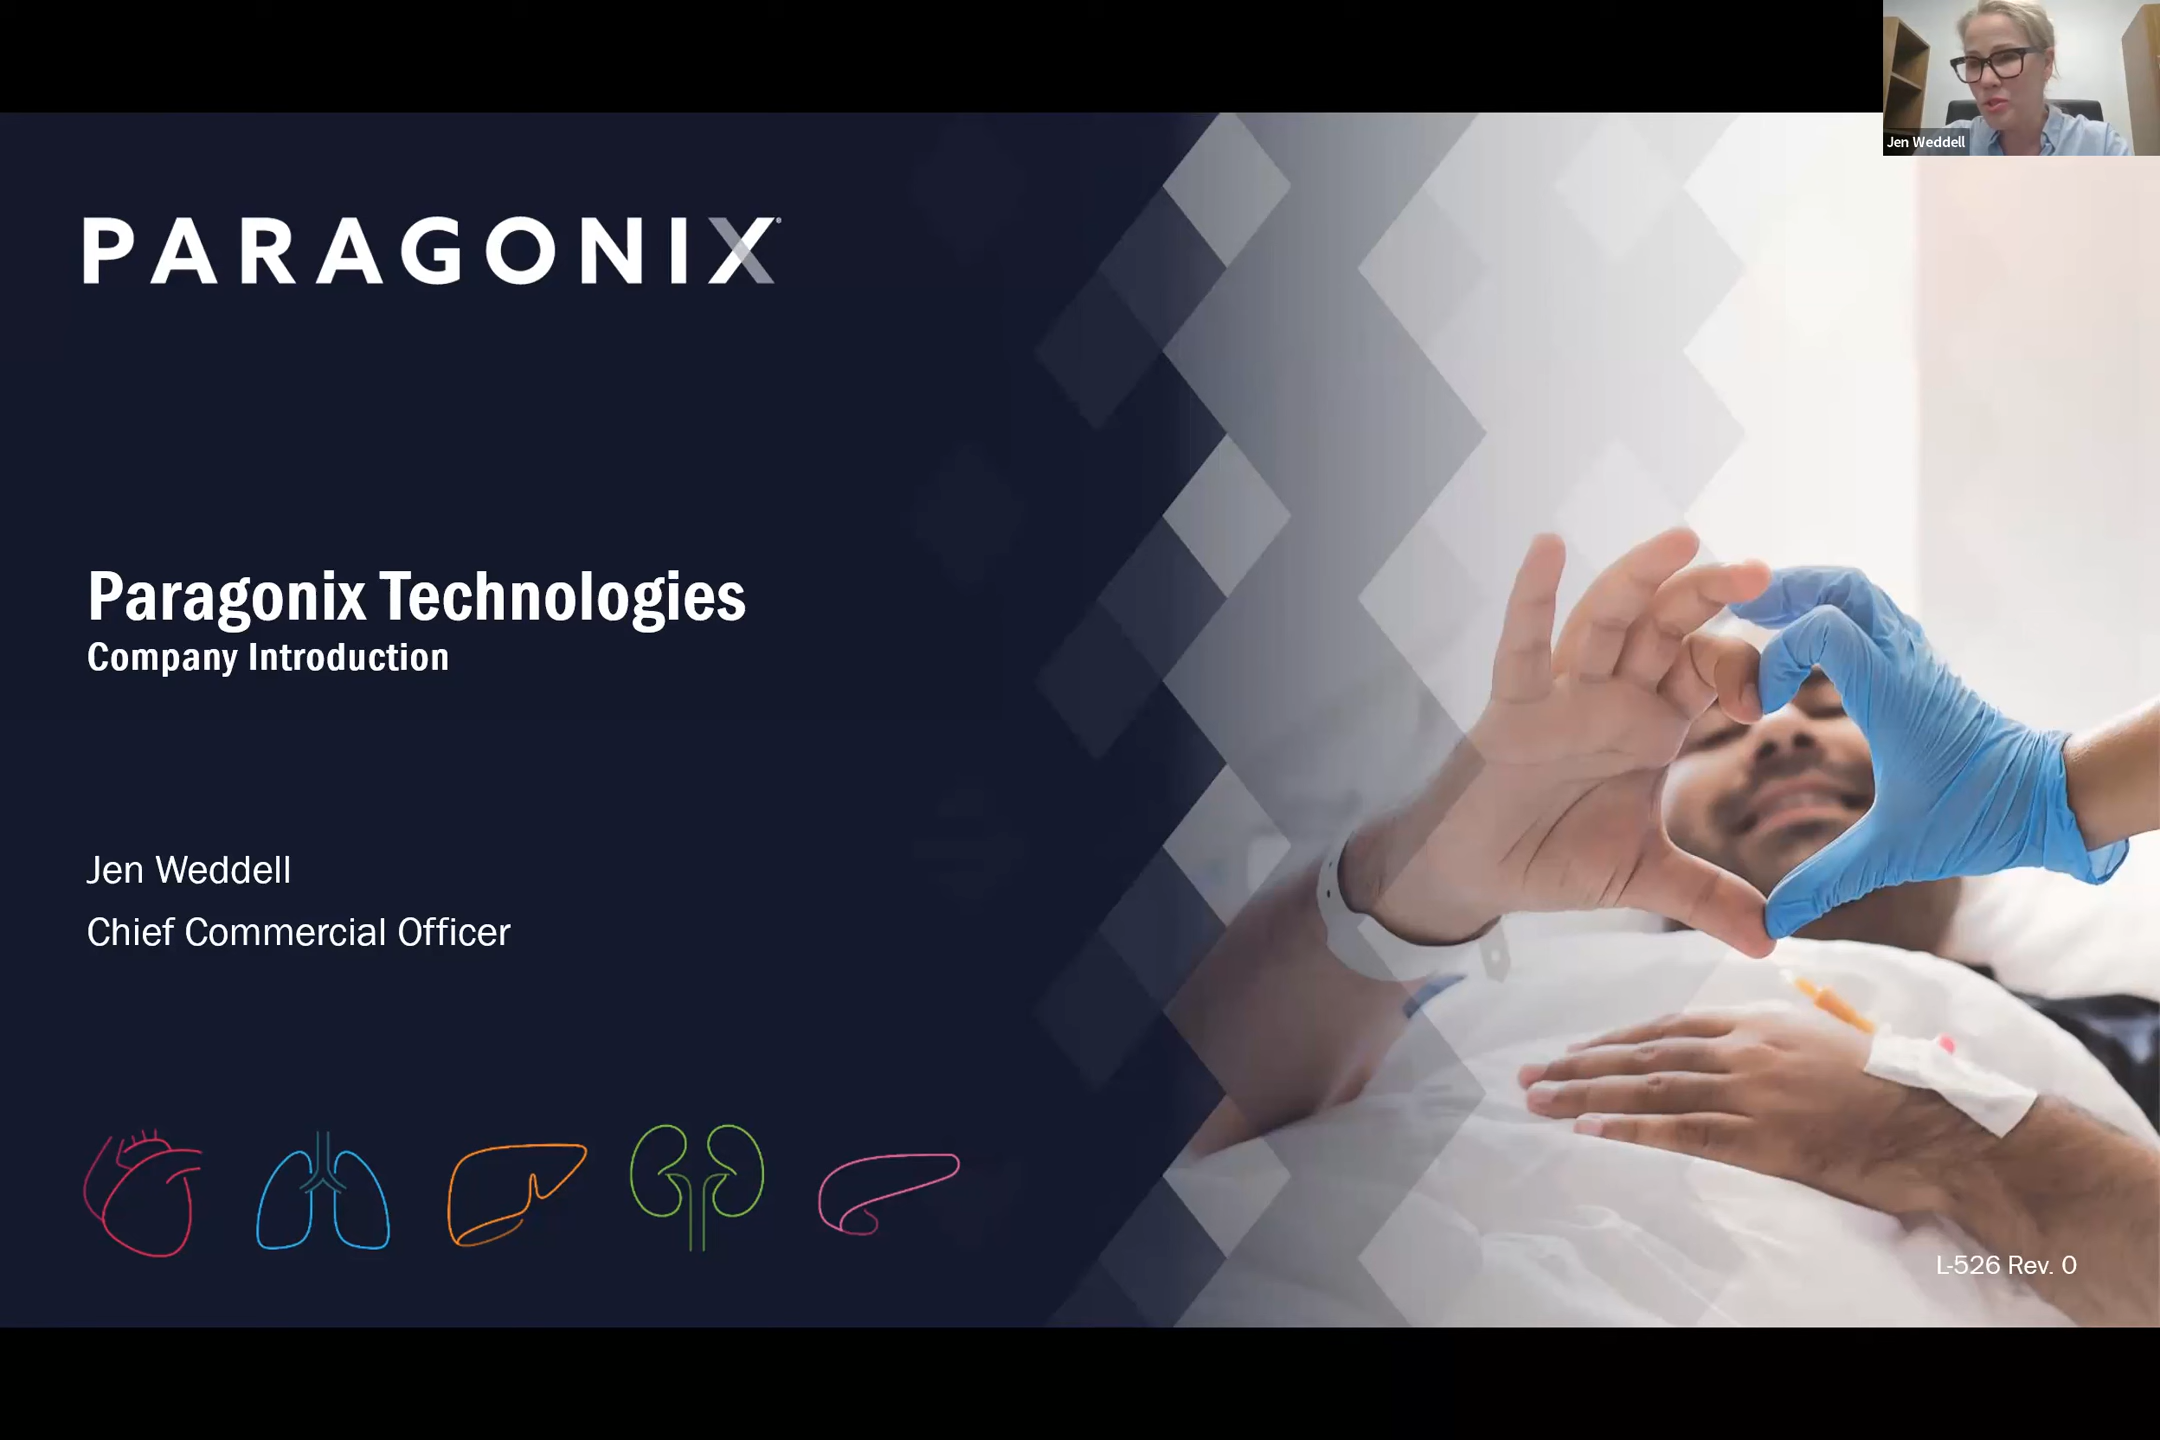 Jen Weddell
PARAGONIX
Paragonix Technologies
Company Introduction
Jen Weddell
Chief Commercial Officer
L-526 Rev. 0